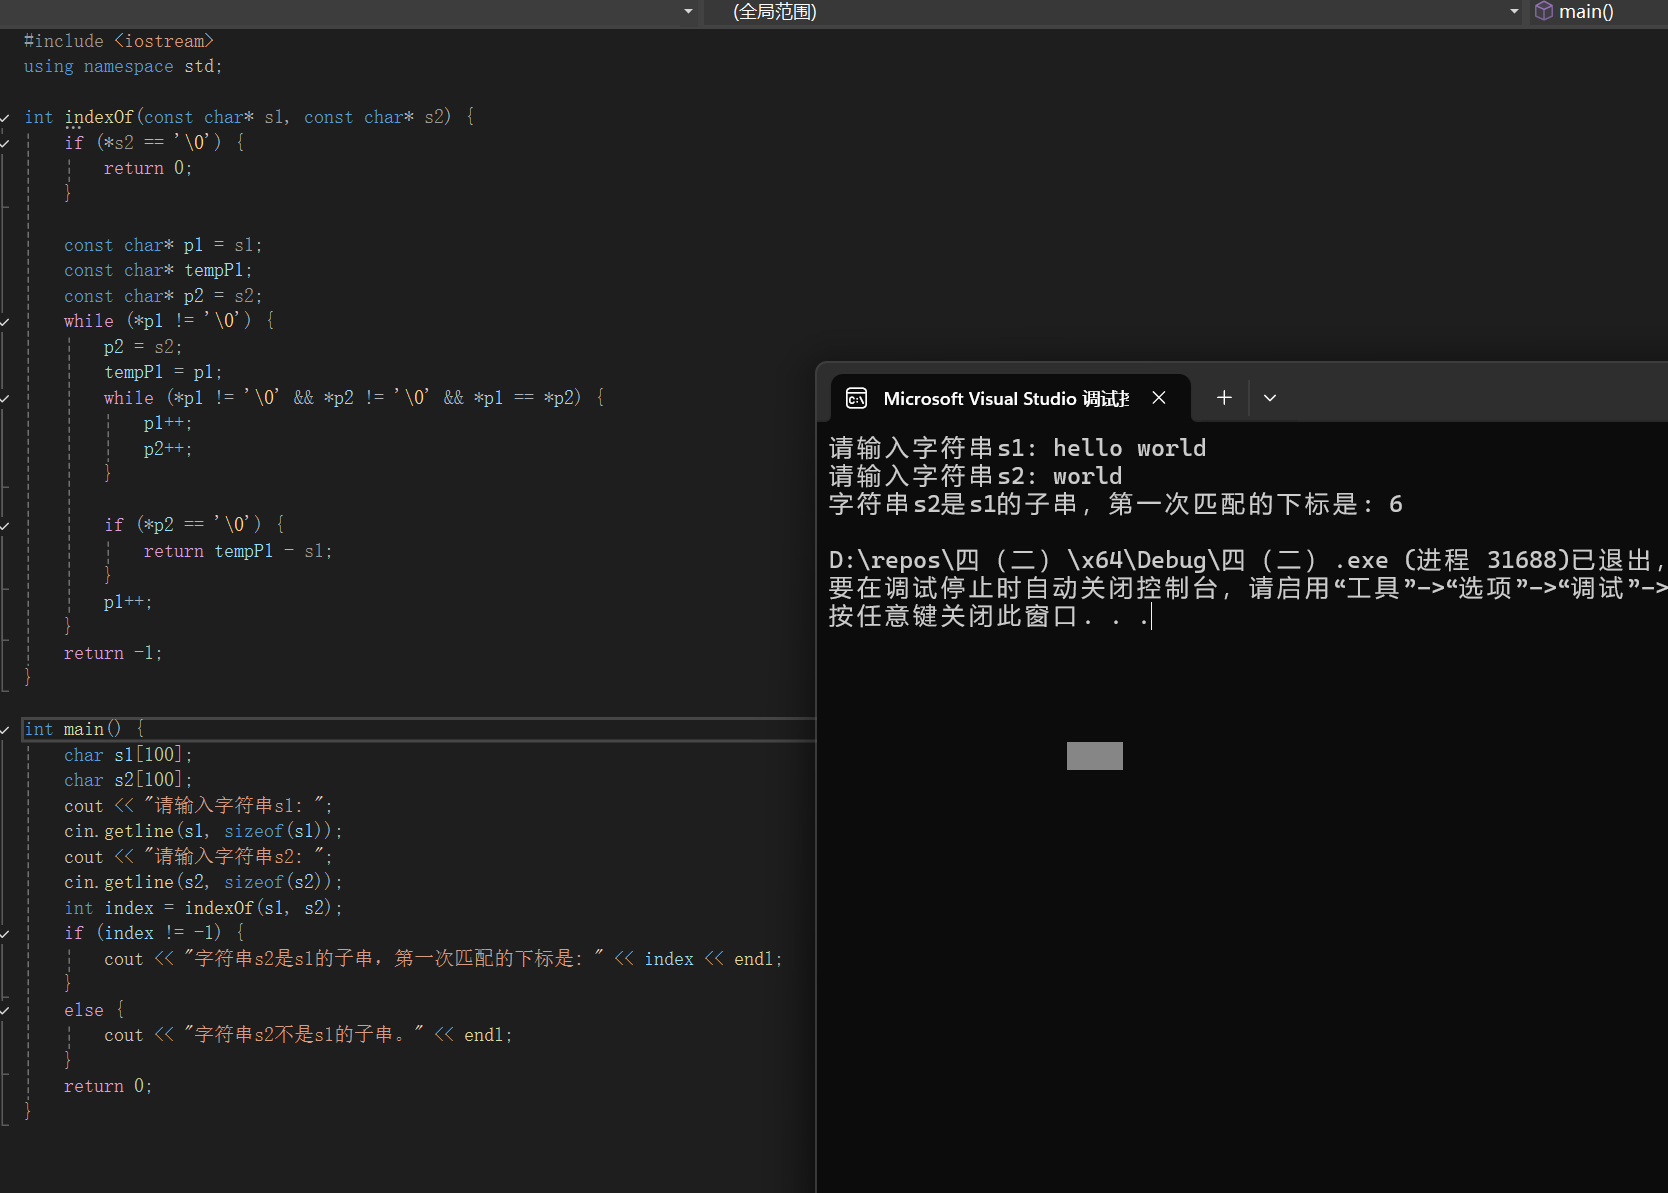 (全局范围)
main()
#include <iostream>
using namespace std;
int indexOf(const char* s1, const char* s2) {
if (*s2 == '\0') {
return 0;
}
const char* p1 = s1;
const char* tempP1;
const char* p2 = s2;
while (*p1 != '\0') {
p2 = s2;
tempP1 = p1;
while (*p1 != '\0' && *p2 != '\0' && *p1 == *p2) {
p1++;
p2++;
}
if (*p2 == '\0') {
return tempP1 - s1;
}
p1++;
}
return -1;
}
int main() {
char s1[100];
char s2[100];
cout << "请输入字符串s1: ";
cin.getline(s1, sizeof(s1));
cout << "请输入字符串s2: ";
cin.getline(s2, sizeof(s2));
int index = indexOf(s1, s2);
if (index != -1) {
cout << "字符串s2是s1的子串，第一次匹配的下标是: " << index << endl;
}
else {
cout << "字符串s2不是s1的子串。" << endl;
}
return 0;
}
Microsoft Visual Studio 调试
请输入字符串s1: hello world
请输入字符串s2: world
字符串s2是s1的子串，第一次匹配的下标是: 6
D:\repos\四（二）\x64\Debug\四（二）.exe (进程 31688)已退出，
要在调试停止时自动关闭控制台，请启用“工具”->“选项”->“调试”->
按任意键关闭此窗口. . .